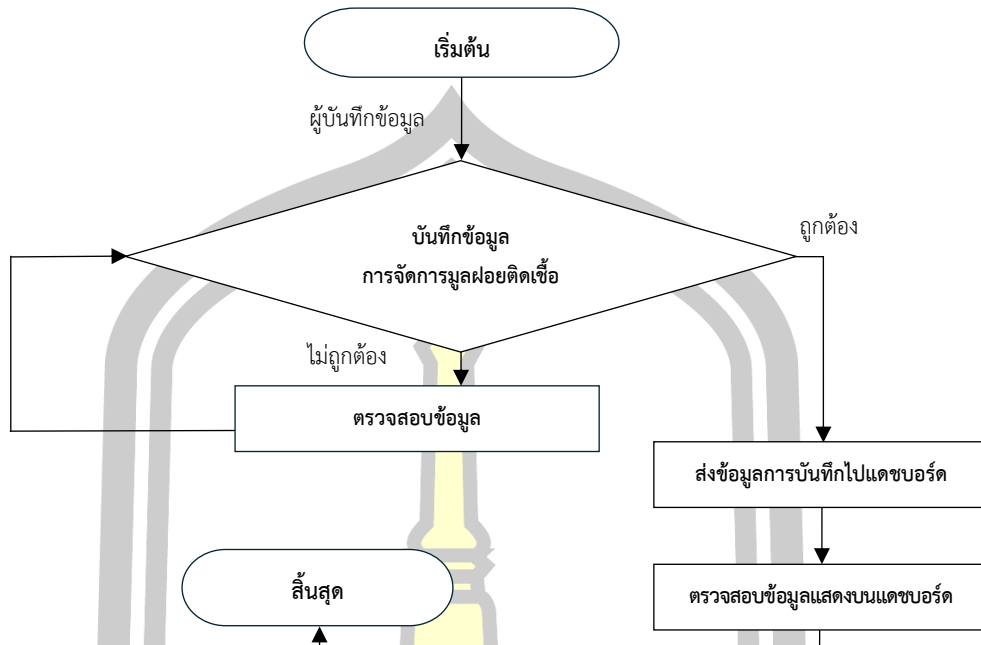 เริ่มต้น
ผู้บันทึกข้อมูล
บันทึกข้อมูล
การจัดการมูลฝอยติดเชื้อ
ถูกต้อง
ไม่ถูกต้อง
ตรวจสอบข้อมูล
ส่งข้อมูลการบันทึกไปแดชบอร์ด
สิ้นสุด
ตรวจสอบข้อมูลแสดงบนแดชบอร์ด